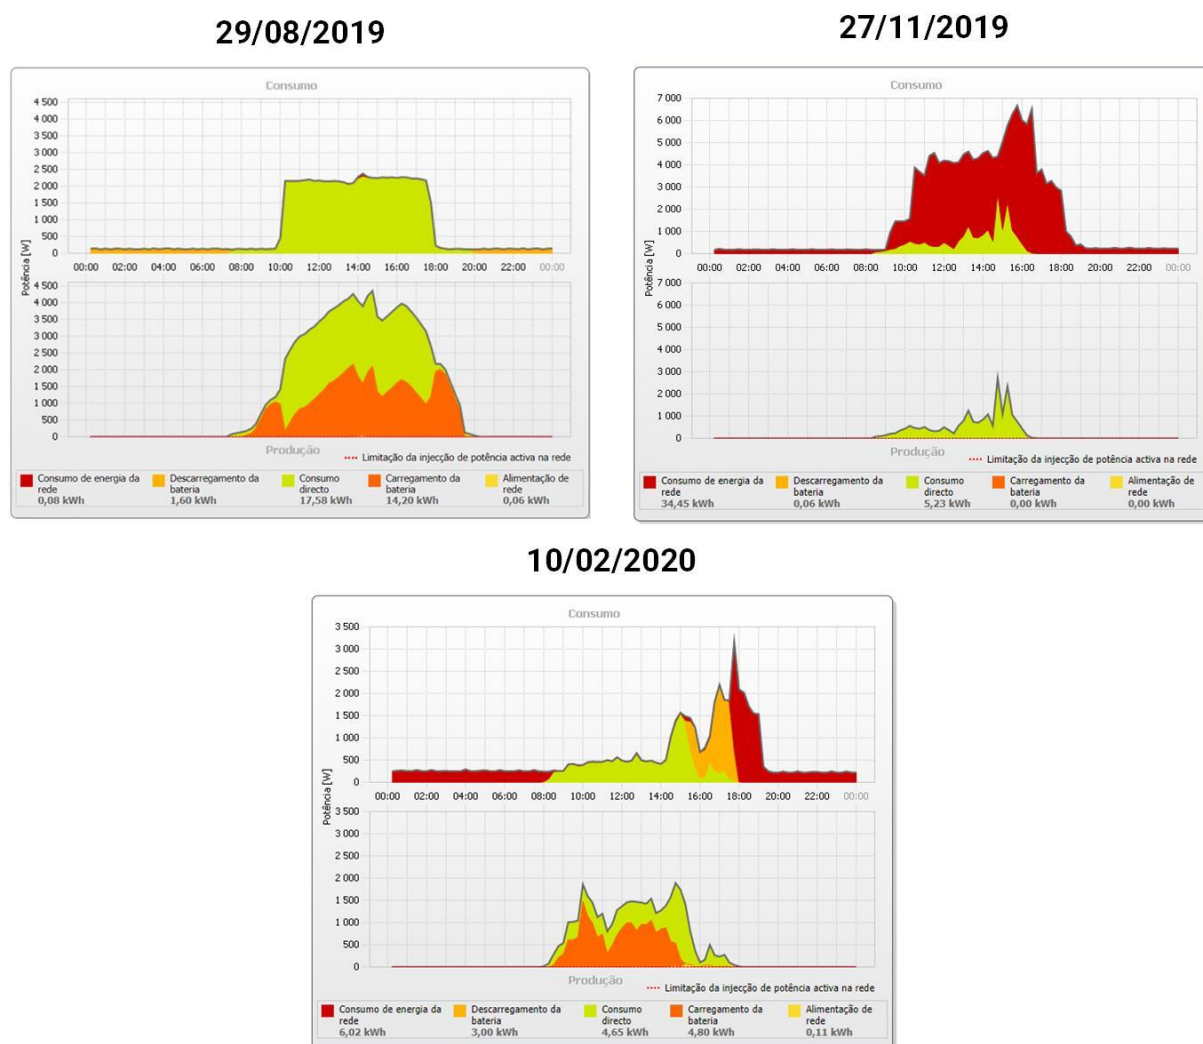 29/08/2019
Consumo
4 500
4 000
3 500
3 000
2 500
2 000
1 500
1 000
500
0
00:00 02:00 04:00 06:00 08:00 10:00 12:00 14:00 16:00 18:00 20:00 22:00 00:00
Potência [W]
4 500
4 000
3 500
3 000
2 500
2 000
1 500
1 000
500
0
Produção
Limitação da injecção de potência activa na rede
Consumo de energia da rede
0,08 kWh
Descarregamento da bateria
1,60 kWh
Consumo directo
17,58 kWh
Carregamento da bateria
14,20 kWh
Alimentação de rede
0,06 kWh
27/11/2019
Consumo
7 000
6 000
5 000
4 000
3 000
2 000
1 000
0
00:00 02:00 04:00 06:00 08:00 10:00 12:00 14:00 16:00 18:00 20:00 22:00 00:00
Potência [W]
7 000
6 000
5 000
4 000
3 000
2 000
1 000
0
Produção
Limitação da injecção de potência activa na rede
Consumo de energia da rede
34,45 kWh
Descarregamento da bateria
0,06 kWh
Consumo directo
5,23 kWh
Carregamento da bateria
0,00 kWh
Alimentação de rede
0,00 kWh
10/02/2020
Consumo
3 500
3 000
2 500
2 000
1 500
1 000
500
0
00:00 02:00 04:00 06:00 08:00 10:00 12:00 14:00 16:00 18:00 20:00 22:00 00:00
Potência [W]
3 500
3 000
2 500
2 000
1 500
1 000
500
0
Produção
Limitação da injecção de potência activa na rede
Consumo de energia da rede
6,02 kWh
Descarregamento da bateria
3,00 kWh
Consumo directo
4,65 kWh
Carregamento da bateria
4,80 kWh
Alimentação de rede
0,11 kWh